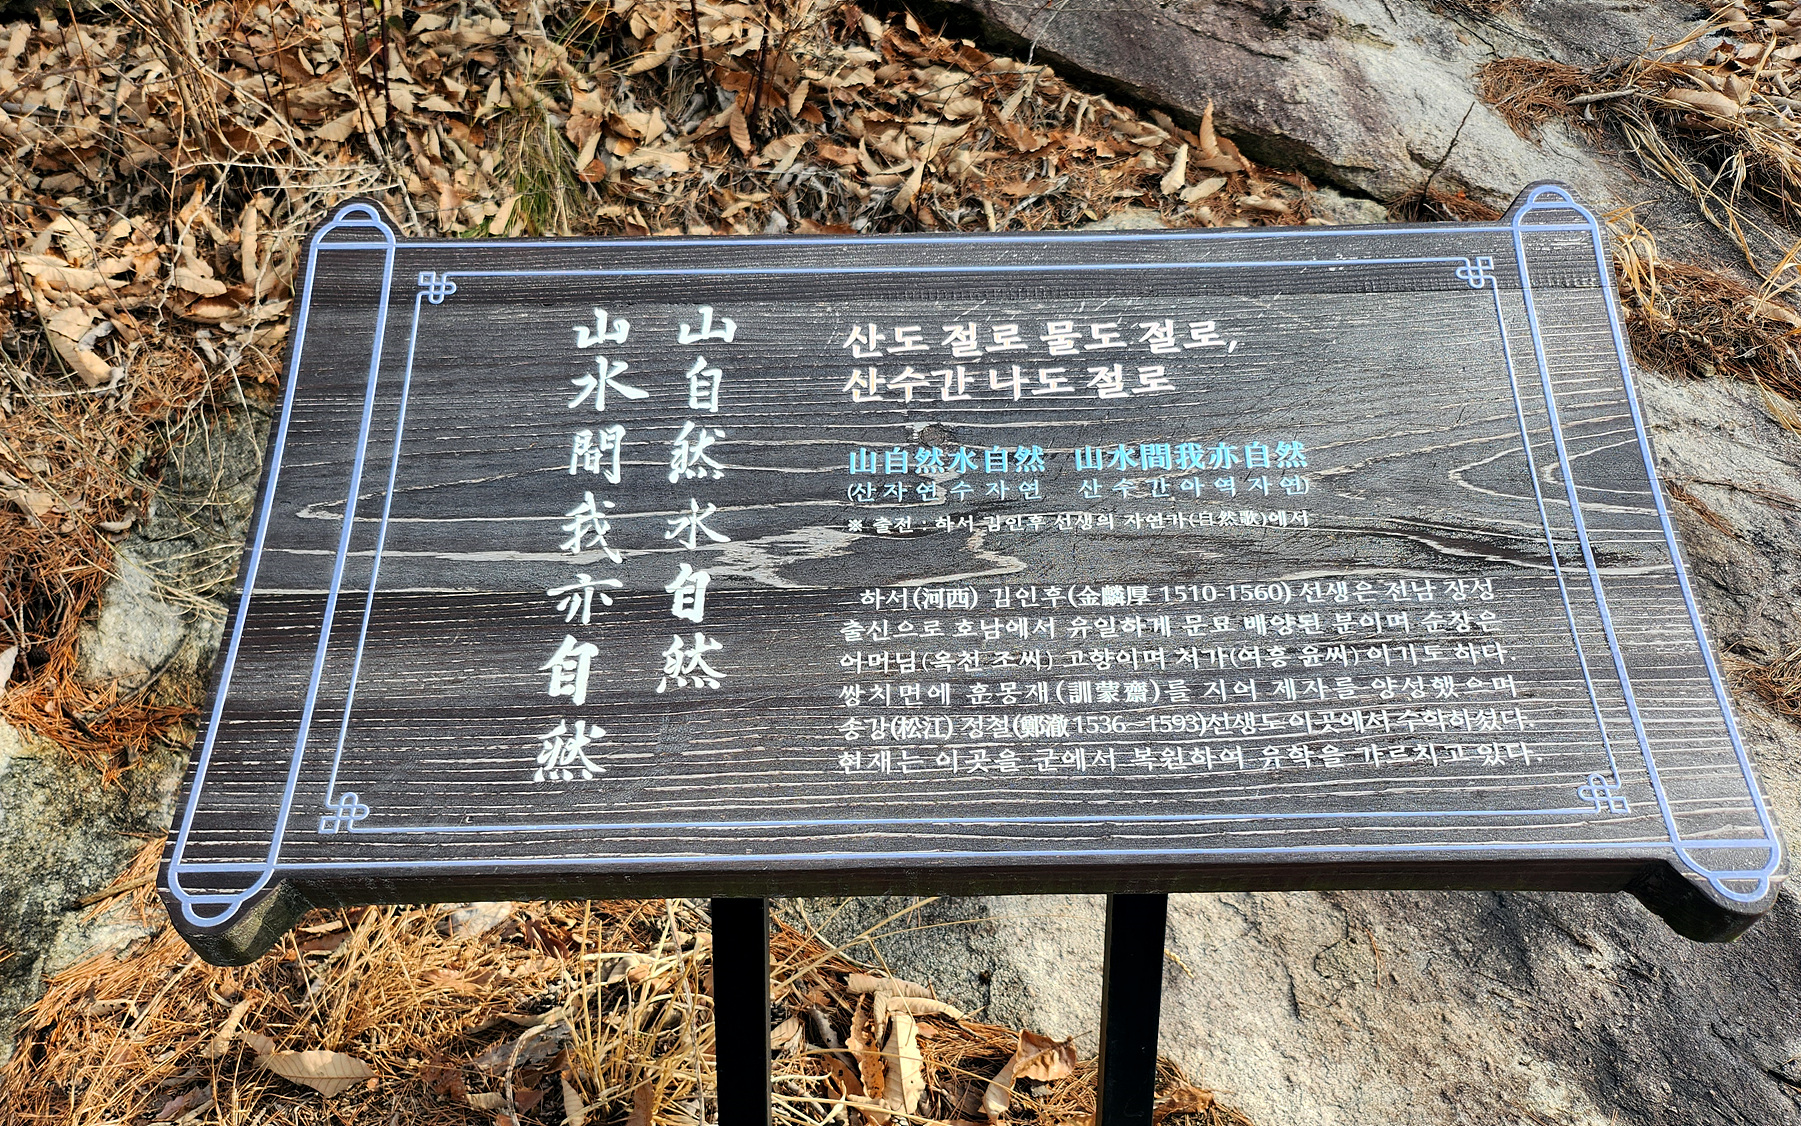 山自然水自然
山水間我亦自然
산도 절로 물도 절로,
산수간 나도 절로
山自然水自然 山水間我亦自然
(산자연수자연 산수간아역자연)
※ 출전 : 하서 김인후 선생의 자연가(自然歌)에서
하서(河西) 김인후(金麟厚 1510-1560) 선생은 전남 장성
출신으로 호남에서 유일하게 문묘 배양된 분이며 순창은
어머님(옥천 조씨) 고향이며 처가(여흥 윤씨)이기도 하다.
쌍치면에 훈몽재(訓蒙齋)를 지어 제자를 양성했으며
송강(松江) 정철(鄭澈 1536—1593)선생도 이곳에서 수학하셨다.
현재는 이곳을 군에서 복원하여 유학을 가르치고 있다.